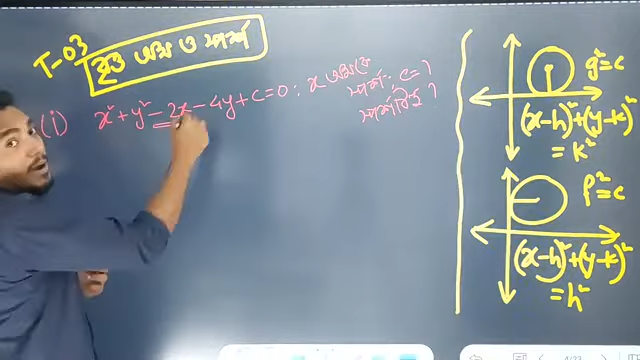 T-03
বৃত্ত অক্ষ ও স্পর্শ
(i) x²+y²-2x-4y+c=0: x অক্ষকে
স্পর্শ: c=?
স্পর্শবিন্দু?
g²=c
(x-h)²+(y-k)²
=k²
f²=c
(x-h)²+(y-k)²
=h²